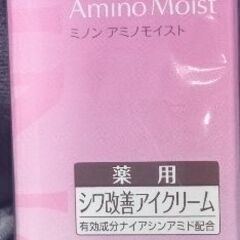 Amino Moist
ミノン アミノモイスト
薬用
シワ改善アイクリーム
有効成分ナイアシンアミド配合